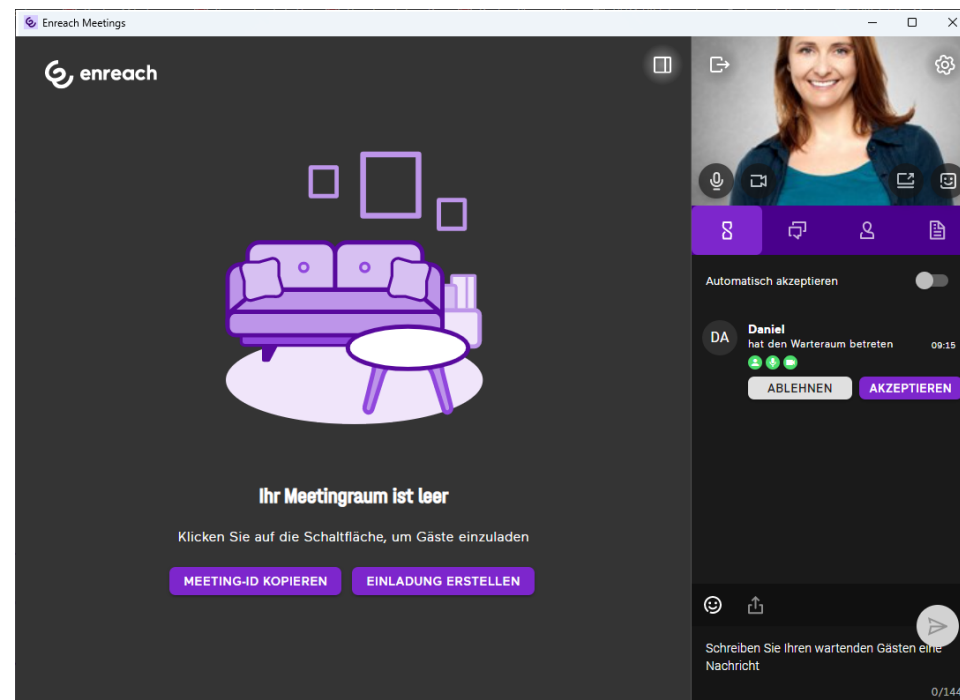 Enreach Meetings
enreach
Automatisch akzeptieren
DA
Daniel
hat den Warteraum betreten
09:15
ABLEHNEN
AKZEPTIEREN
Ihr Meetingraum ist leer
Klicken Sie auf die Schaltfläche, um Gäste einzuladen
MEETING-ID KOPIEREN
EINLADUNG ERSTELLEN
Schreiben Sie Ihren wartenden Gästen eine
Nachricht
0/144